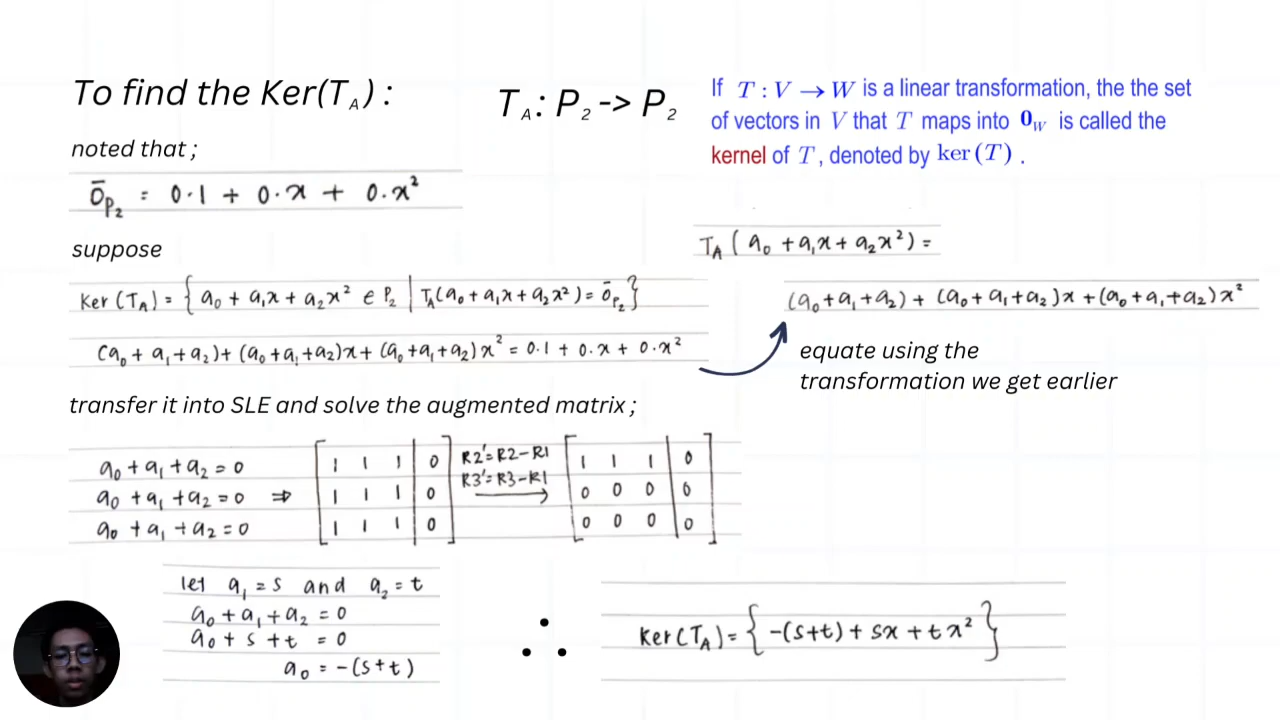 To find the Ker(T_A) :
T_A : P_2 -> P_2
If T : V → W is a linear transformation, the the set
of vectors in V that T maps into 0_W is called the
kernel of T, denoted by ker(T) .
noted that ;
ō_P₂ = 0·1 + 0·x + 0·x²
suppose
Ker (T_A) = { a₀ + a₁x + a₂x² e P₂ | T_A(a₀ + a₁x + a₂x²) = ō_P₂ }
(a₀ + a₁ + a₂) + (a₀ + a₁ + a₂)x + (a₀ + a₁ + a₂)x² = 0·1 + 0·x + 0·x²
T_A ( a₀ + a₁x + a₂x² ) =
(a₀ + a₁ + a₂) + (a₀ + a₁ + a₂)x + (a₀ + a₁ + a₂)x²
equate using the
transformation we get earlier
transfer it into SLE and solve the augmented matrix ;
a₀ + a₁ + a₂ = 0
a₀ + a₁ + a₂ = 0 ⇒
a₀ + a₁ + a₂ = 0
[ 1 1 1 | 0 ]
[ 1 1 1 | 0 ]
[ 1 1 1 | 0 ]
R2' = R2 - R1
R3' = R3 - R1
→
[ 1 1 1 | 0 ]
[ 0 0 0 | 0 ]
[ 0 0 0 | 0 ]
let a₁ = s and a₂ = t
a₀ + a₁ + a₂ = 0
a₀ + s + t = 0
a₀ = -(s+t)
∴ Ker(T_A) = { -(s+t) + sx + tx² }